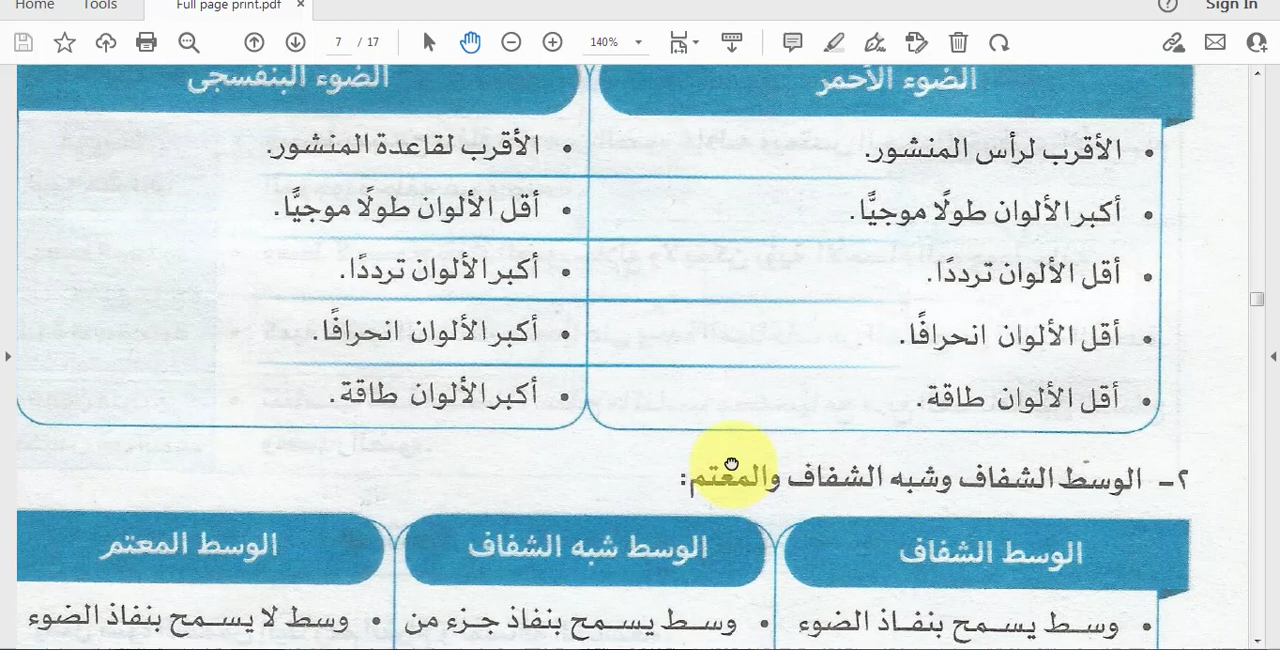 Home Tools Full page print.pdf × Sign In
7 / 17 140%
الضوء الأحمر الضوء البنفسجى
• الأقرب لرأس المنشور. • الأقرب لقاعدة المنشور.
• أكبر الألوان طولًا موجيًّا. • أقل الألوان طولًا موجيًّا.
• أقل الألوان ترددًا. • أكبر الألوان ترددًا.
• أقل الألوان انحرافًا. • أكبر الألوان انحرافًا.
• أقل الألوان طاقة. • أكبر الألوان طاقة.
٢- الوسط الشفاف وشبه الشفاف والمعتم:
الوسط الشفاف الوسط شبه الشفاف الوسط المعتم
• وسط يسمح بنفاذ الضوء • وسط يسمح بنفاذ جزء من • وسط لا يسمح بنفاذ الضوء